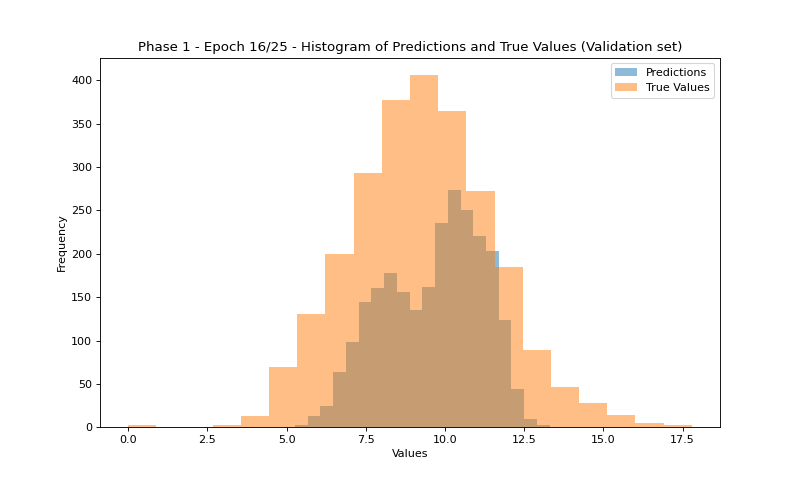 Phase 1 - Epoch 16/25 - Histogram of Predictions and True Values (Validation set)
Predictions
True Values
400
350
300
250
200
150
100
50
0
Frequency
0.0 2.5 5.0 7.5 10.0 12.5 15.0 17.5
Values